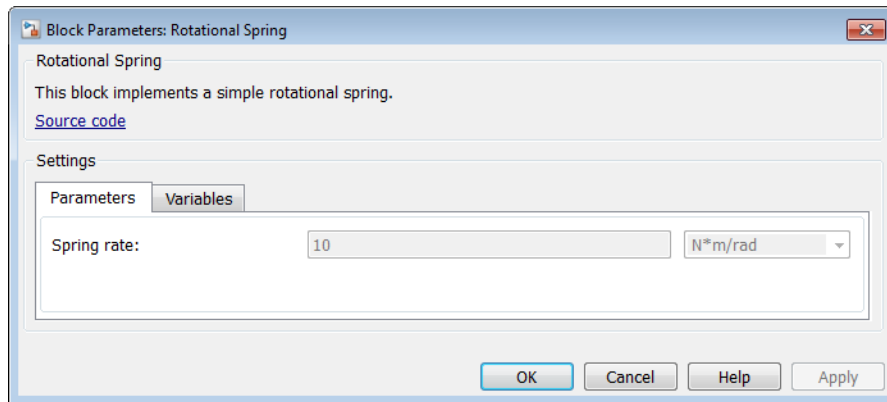 Block Parameters: Rotational Spring
Rotational Spring
This block implements a simple rotational spring.
Source code
Settings
Parameters Variables
Spring rate: 10 N*m/rad
OK Cancel Help Apply